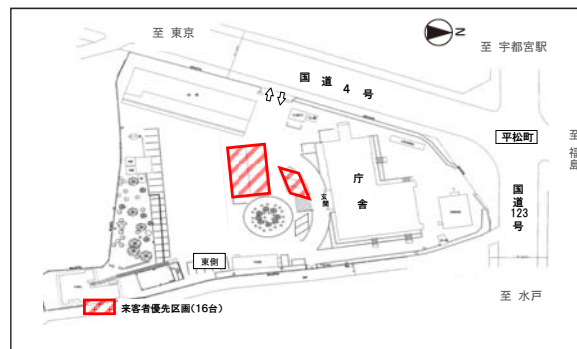 至 東京
N
至 宇都宮駅
国道 4 号
平松町
至 福島
庁舎
玄関
国道 123 号
東側
至 水戸
来客者優先区画(16台)